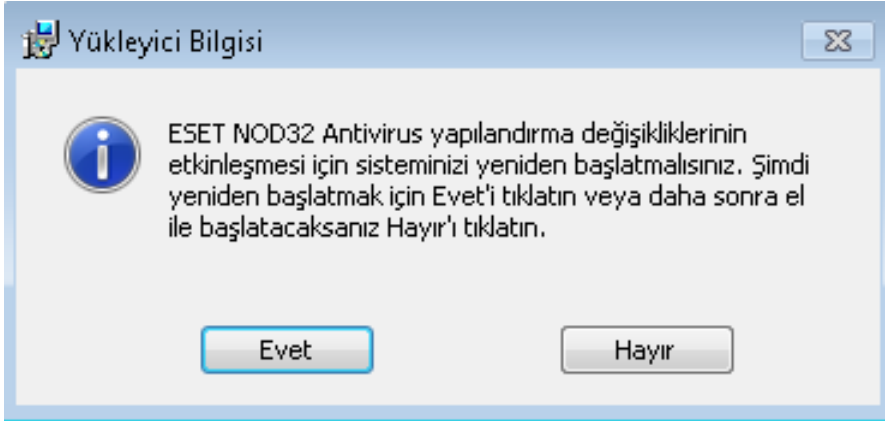 Yükleyici Bilgisi
ESET NOD32 Antivirus yapılandırma değişikliklerinin
etkinleşmesi için sisteminizi yeniden başlatmalısınız. Şimdi
yeniden başlatmak için Evet'i tıklatın veya daha sonra el
ile başlatacaksanız Hayır'ı tıklatın.
Evet
Hayır